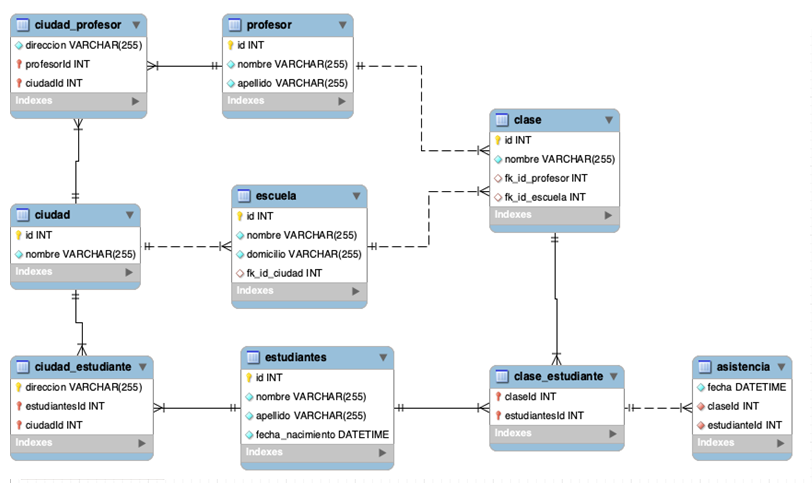 ciudad_profesor
direccion VARCHAR(255)
profesorId INT
ciudadId INT
Indexes
profesor
id INT
nombre VARCHAR(255)
apellido VARCHAR(255)
Indexes
clase
id INT
nombre VARCHAR(255)
fk_id_profesor INT
fk_id_escuela INT
Indexes
ciudad
id INT
nombre VARCHAR(255)
Indexes
escuela
id INT
nombre VARCHAR(255)
domicilio VARCHAR(255)
fk_id_ciudad INT
Indexes
ciudad_estudiante
direccion VARCHAR(255)
estudiantesId INT
ciudadId INT
Indexes
estudiantes
id INT
nombre VARCHAR(255)
apellido VARCHAR(255)
fecha_nacimiento DATETIME
Indexes
clase_estudiante
claseId INT
estudiantesId INT
Indexes
asistencia
fecha DATETIME
claseId INT
estudianteId INT
Indexes